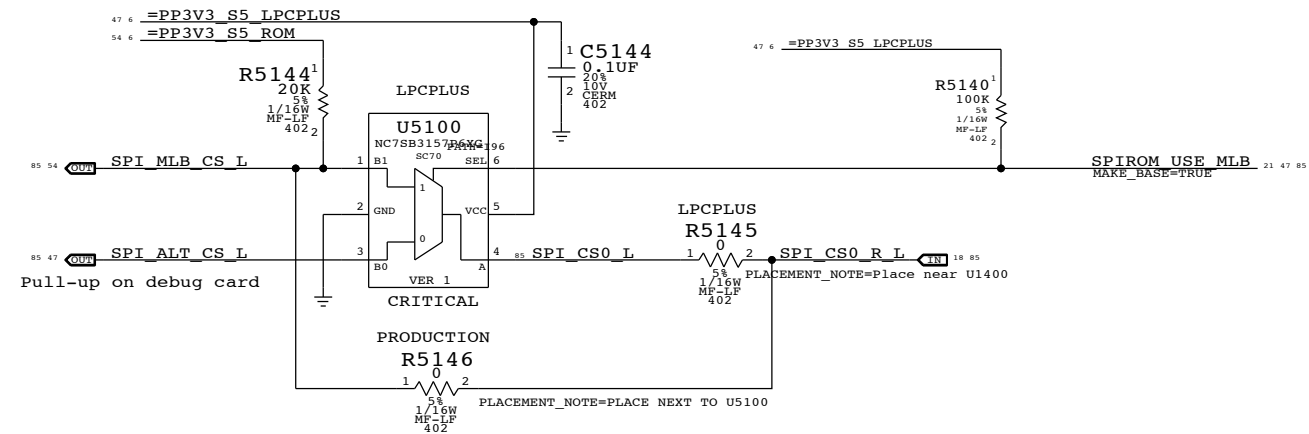 47 6 =PP3V3_S5_LPCPLUS
54 6 =PP3V3_S5_ROM
47 6 =PP3V3_S5_LPCPLUS
1 C5144
0.1UF
20%
10V
2 CERM
402
R5144 1
20K
5%
1/16W
MF-LF
402 2
LPCPLUS
R5140 1
100K
5%
1/16W
MF-LF
402 2
U5100
NC7SB3157P6XG
PATH=196
SC70
85 54 OUT SPI_MLB_CS_L 1 B1 SEL 6 SPIROM_USE_MLB 21 47 85
MAKE_BASE=TRUE
1
2 GND VCC 5
LPCPLUS
R5145
0
0
85 47 OUT SPI_ALT_CS_L 3 B0 A 4 85 SPI_CS0_L 1 2 SPI_CS0_R_L IN 18 85
5%
1/16W
MF-LF
402
PLACEMENT_NOTE=Place near U1400
Pull-up on debug card
VER 1
CRITICAL
PRODUCTION
R5146
0
1 2
5%
1/16W
MF-LF
402
PLACEMENT_NOTE=PLACE NEXT TO U5100